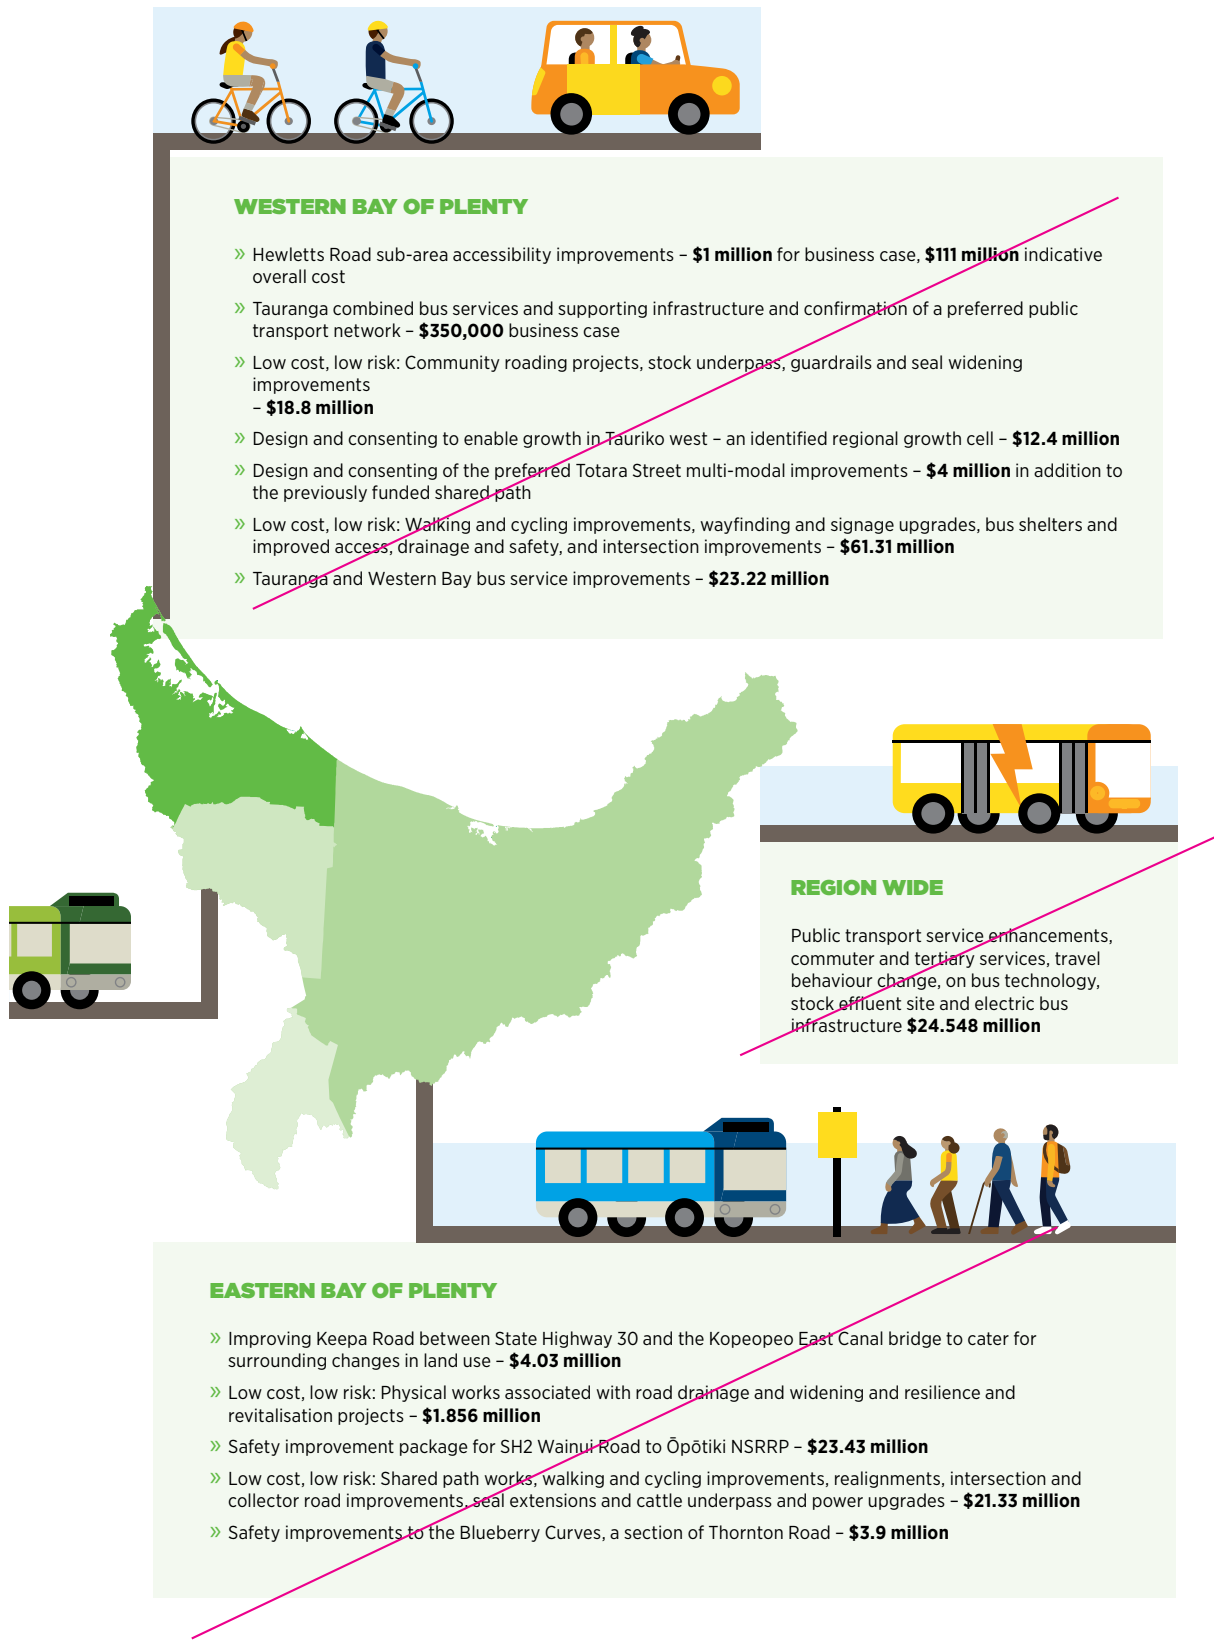 WESTERN BAY OF PLENTY
» Hewletts Road sub-area accessibility improvements – $1 million for business case, $111 million indicative
overall cost
» Tauranga combined bus services and supporting infrastructure and confirmation of a preferred public
transport network – $350,000 business case
» Low cost, low risk: Community roading projects, stock underpass, guardrails and seal widening
improvements
– $18.8 million
» Design and consenting to enable growth in Tauriko west – an identified regional growth cell – $12.4 million
» Design and consenting of the preferred Totara Street multi-modal improvements – $4 million in addition to
the previously funded shared path
» Low cost, low risk: Walking and cycling improvements, wayfinding and signage upgrades, bus shelters and
improved access, drainage and safety, and intersection improvements – $61.31 million
» Tauranga and Western Bay bus service improvements – $23.22 million
REGION WIDE
Public transport service enhancements,
commuter and tertiary services, travel
behaviour change, on bus technology,
stock effluent site and electric bus
infrastructure $24.548 million
EASTERN BAY OF PLENTY
» Improving Keepa Road between State Highway 30 and the Kopeopeo East Canal bridge to cater for
surrounding changes in land use – $4.03 million
» Low cost, low risk: Physical works associated with road drainage and widening and resilience and
revitalisation projects – $1.856 million
» Safety improvement package for SH2 Wainui Road to Ōpōtiki NSRRP – $23.43 million
» Low cost, low risk: Shared path works, walking and cycling improvements, realignments, intersection and
collector road improvements, seal extensions and cattle underpass and power upgrades – $21.33 million
» Safety improvements to the Blueberry Curves, a section of Thornton Road – $3.9 million